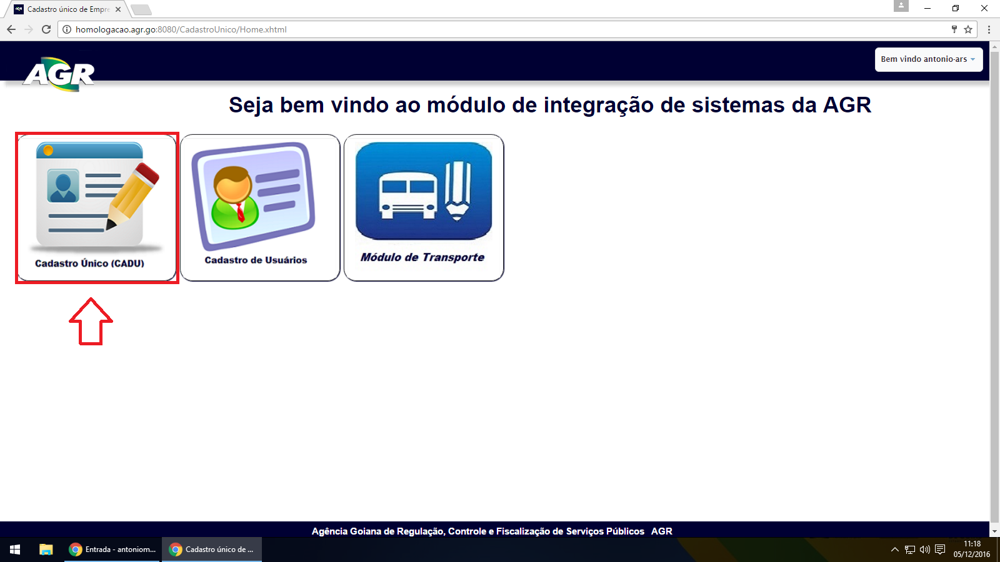 AGR Cadastro único de Empre
homologacao.agr.go:8080/CadastroUnico/Home.xhtml
AGR
Bem vindo antonio-ars
Seja bem vindo ao módulo de integração de sistemas da AGR
Cadastro Único (CADU)
Cadastro de Usuários
Módulo de Transporte
Agência Goiana de Regulação, Controle e Fiscalização de Serviços Públicos AGR
Entrada - antoniom...
Cadastro único de ...
11:18
05/12/2016